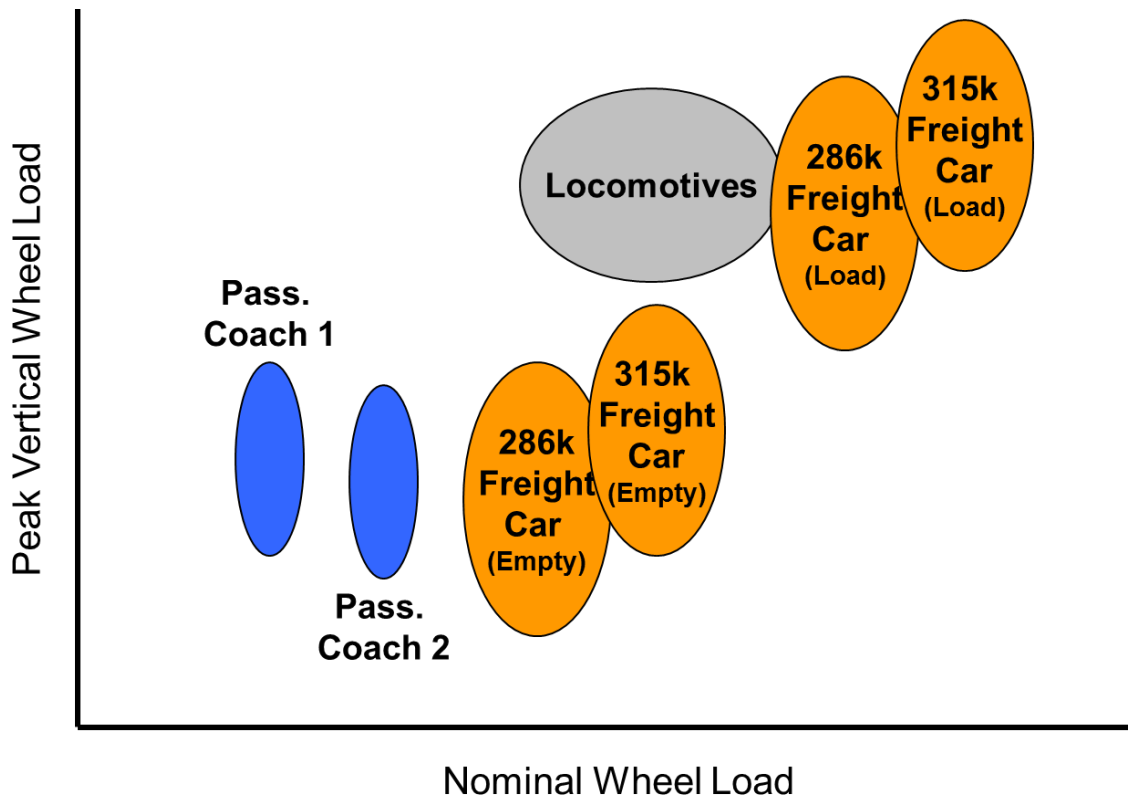 Peak Vertical Wheel Load
315k
Freight
Car
(Load)
286k
Freight
Car
(Load)
Locomotives
Pass.
Coach 1
315k
Freight
Car
(Empty)
286k
Freight
Car
(Empty)
Pass.
Coach 2
Nominal Wheel Load